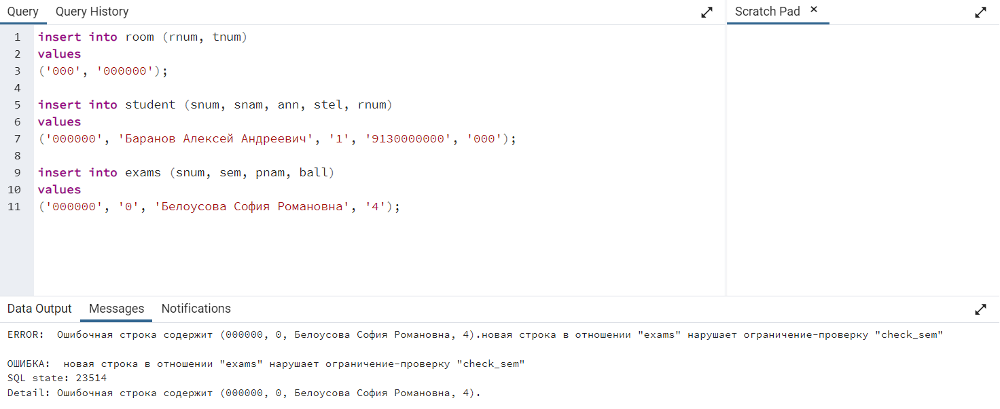 Query Query History Scratch Pad ×
1 insert into room (rnum, tnum)
2 values
3 ('000', '000000');
4
5 insert into student (snum, snam, ann, stel, rnum)
6 values
7 ('000000', 'Баранов Алексей Андреевич', '1', '9130000000', '000');
8
9 insert into exams (snum, sem, pnam, ball)
10 values
11 ('000000', '0', 'Белоусова София Романовна', '4');
Data Output Messages Notifications
ERROR:  Ошибочная строка содержит (000000, 0, Белоусова София Романовна, 4).новая строка в отношении "exams" нарушает ограничение-проверку "check_sem"
ОШИБКА:  новая строка в отношении "exams" нарушает ограничение-проверку "check_sem"
SQL state: 23514
Detail: Ошибочная строка содержит (000000, 0, Белоусова София Романовна, 4).